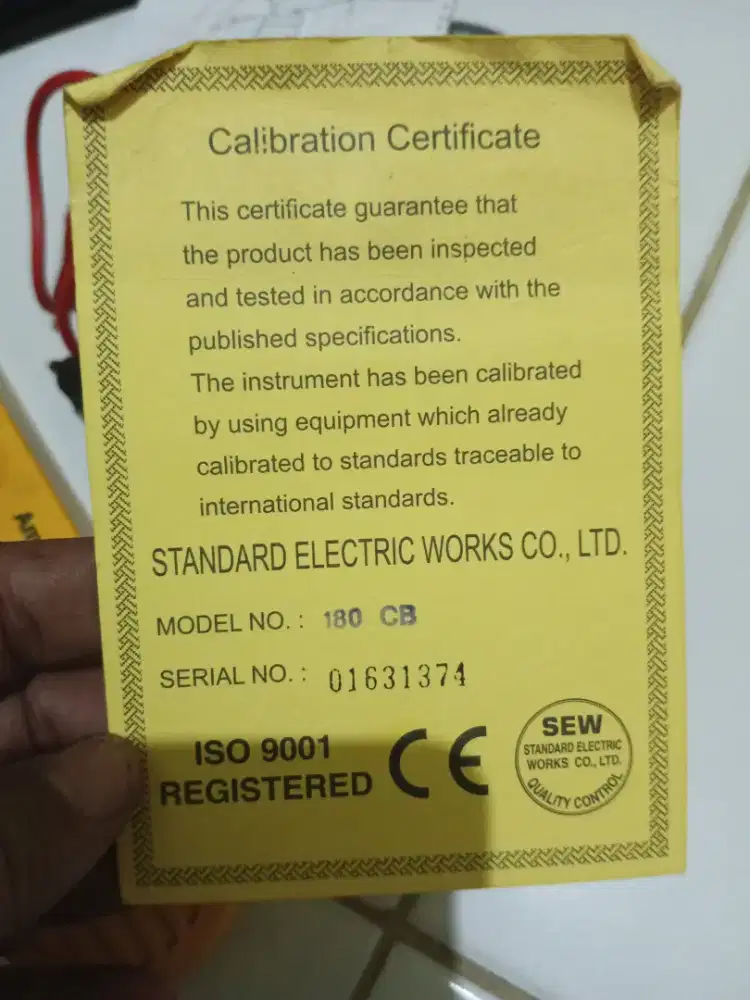 Calibration Certificate
This certificate guarantee that
the product has been inspected
and tested in accordance with the
published specifications.
The instrument has been calibrated
by using equipment which already
calibrated to standards traceable to
international standards.
STANDARD ELECTRIC WORKS CO., LTD.
MODEL NO. : 180 CB
SERIAL NO. : 01631374
ISO 9001
REGISTERED
CE
SEW
STANDARD ELECTRIC
WORKS CO., LTD.
QUALITY CONTROL